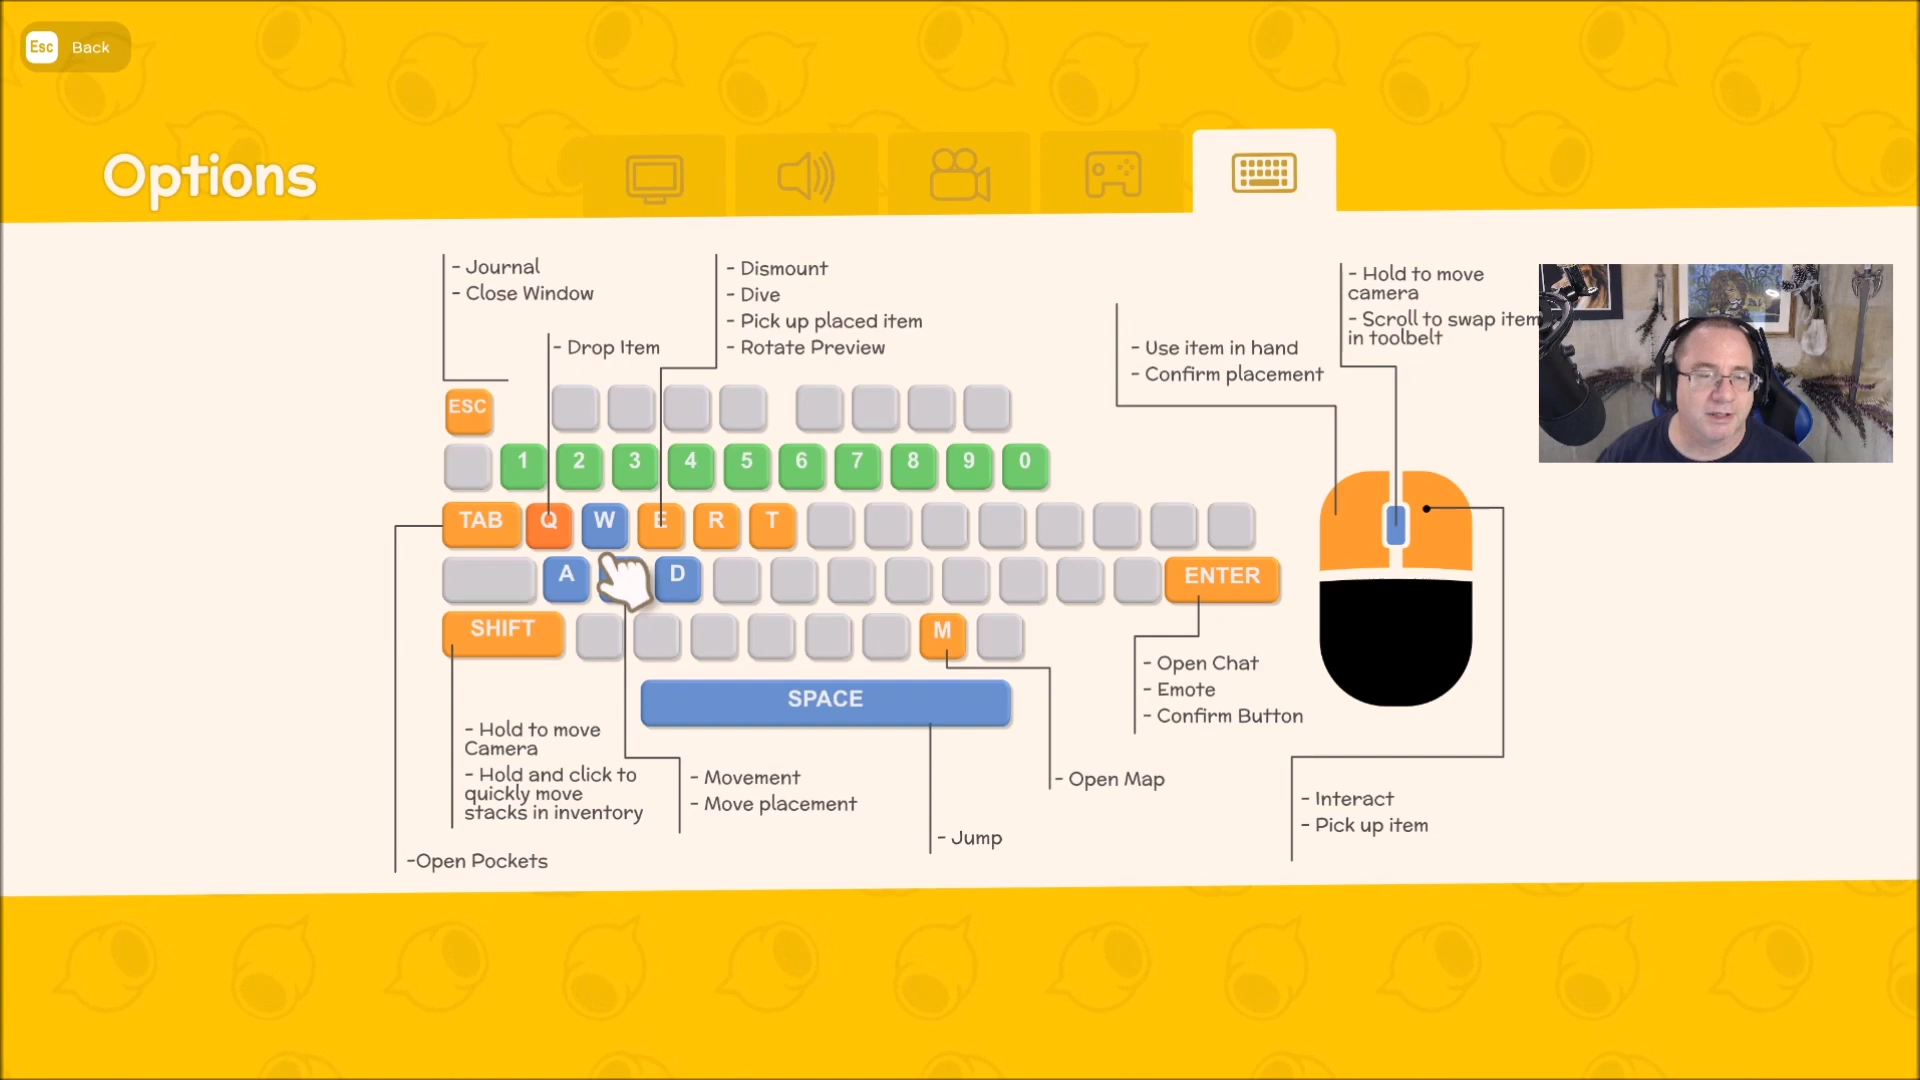 Esc Back
Options
- Journal
- Close Window
- Drop Item
- Dismount
- Dive
- Pick up placed item
- Rotate Preview
- Use item in hand
- Confirm placement
- Hold to move
camera
- Scroll to swap item
in toolbelt
ESC
1 2 3 4 5 6 7 8 9 0
TAB Q W E R T
A D ENTER
SHIFT M
SPACE
- Hold to move
Camera
- Hold and click to
quickly move
stacks in inventory
-Open Pockets
- Movement
- Move placement
- Jump
- Open Map
- Open Chat
- Emote
- Confirm Button
- Interact
- Pick up item